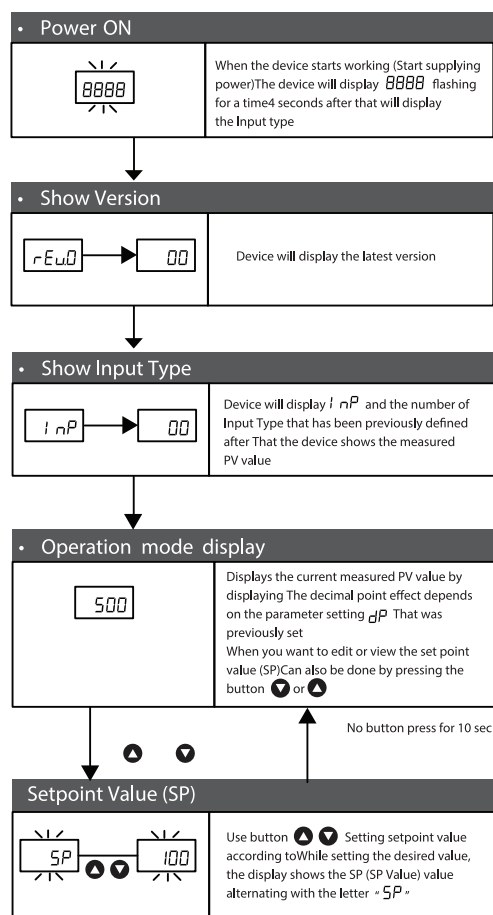 • Power ON
8888
When the device starts working (Start supplying
power)The device will display 8888 flashing
for a time4 seconds after that will display
the Input type
• Show Version
rEv.0
00
Device will display the latest version
• Show Input Type
InP
00
Device will display InP and the number of
Input Type that has been previously defined
after That the device shows the measured
PV value
• Operation mode display
500
Displays the current measured PV value by
displaying The decimal point effect depends
on the parameter setting dP That was
previously set
When you want to edit or view the set point
value (SP)Can also be done by pressing the
button ▼ or ▲
▲ ▼
No button press for 10 sec
Setpoint Value (SP)
SP
▲ ▼
100
Use button ▲ ▼ Setting setpoint value
according toWhile setting the desired value,
the display shows the SP (SP Value) value
alternating with the letter "SP"